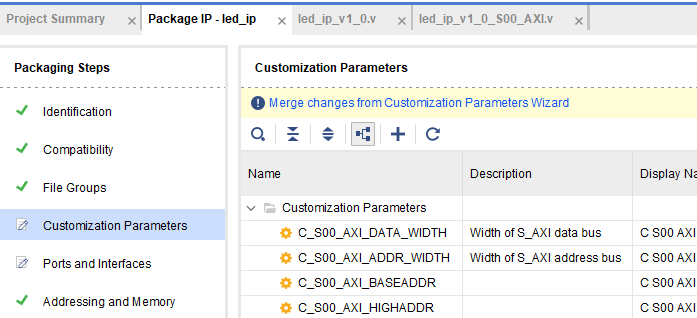 Project Summary
Package IP - led_ip
led_ip_v1_0.v
led_ip_v1_0_S00_AXI.v
Packaging Steps
Identification
Compatibility
File Groups
Customization Parameters
Ports and Interfaces
Addressing and Memory
Customization Parameters
Merge changes from Customization Parameters Wizard
Name Description Display Na
Customization Parameters
C_S00_AXI_DATA_WIDTH Width of S_AXI data bus C S00 AXI
C_S00_AXI_ADDR_WIDTH Width of S_AXI address bus C S00 AXI
C_S00_AXI_BASEADDR C S00 AXI
C_S00_AXI_HIGHADDR C S00 AXI